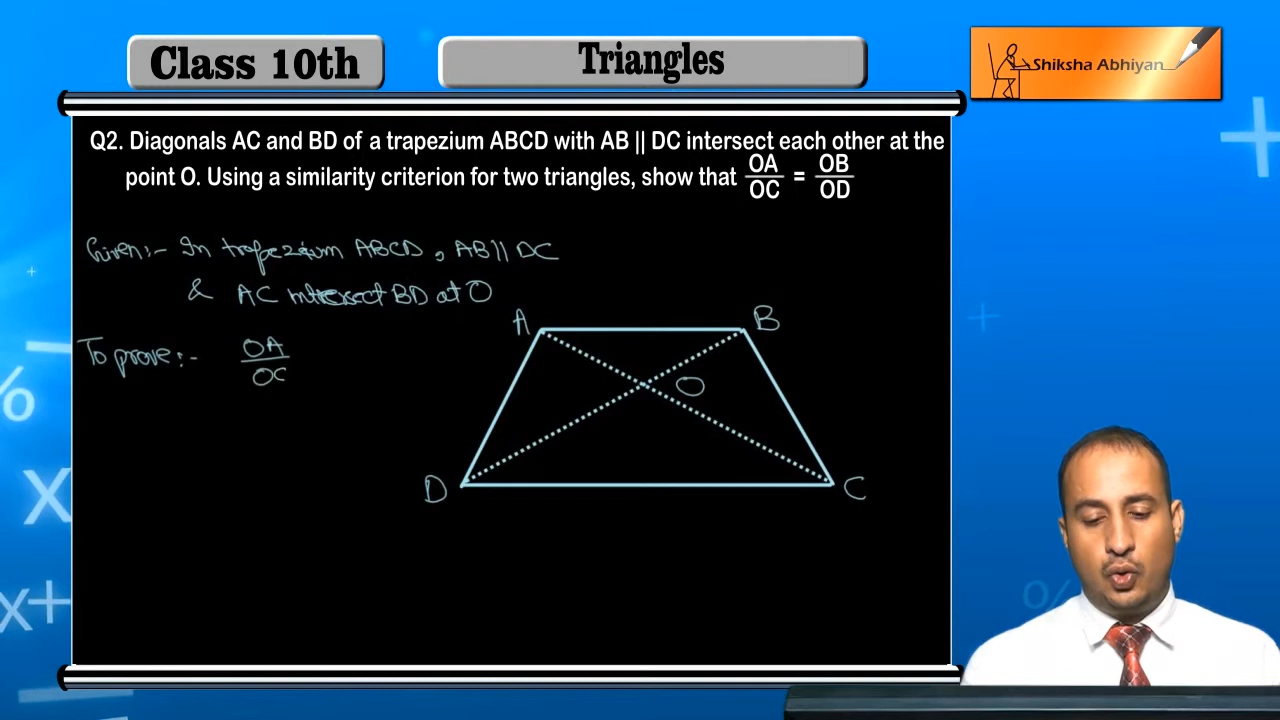 Class 10th
Triangles
Shiksha Abhiyan
Q2. Diagonals AC and BD of a trapezium ABCD with AB || DC intersect each other at the
point O. Using a similarity criterion for two triangles, show that OA/OC = OB/OD
Given:- In trapezium ABCD, AB || DC
& AC intersect BD at O
To prove:- OA/OC
A
B
O
D
C
%
x
x+
+
+
+
%